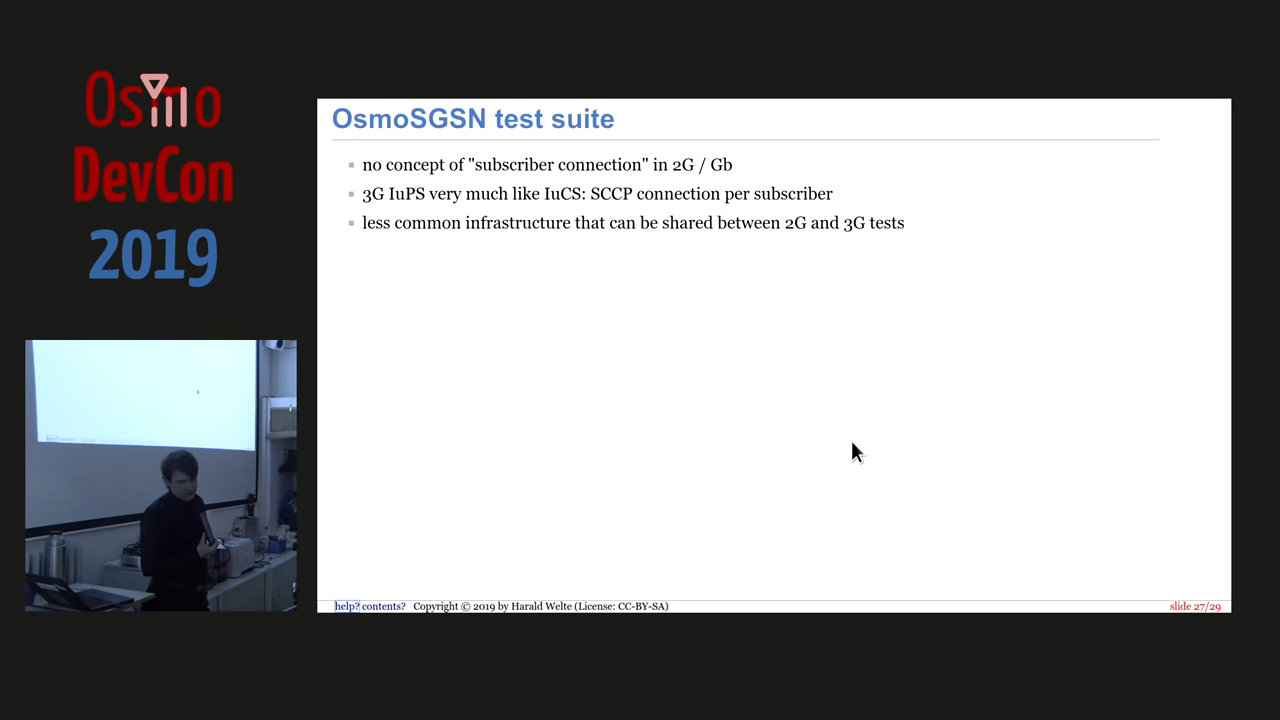 Osmo
DevCon
2019
OsmoSGSN test suite
no concept of "subscriber connection" in 2G / Gb
3G IuPS very much like IuCS: SCCP connection per subscriber
less common infrastructure that can be shared between 2G and 3G tests
help? contents? Copyright © 2019 by Harald Welte (License: CC-BY-SA)
slide 27/29